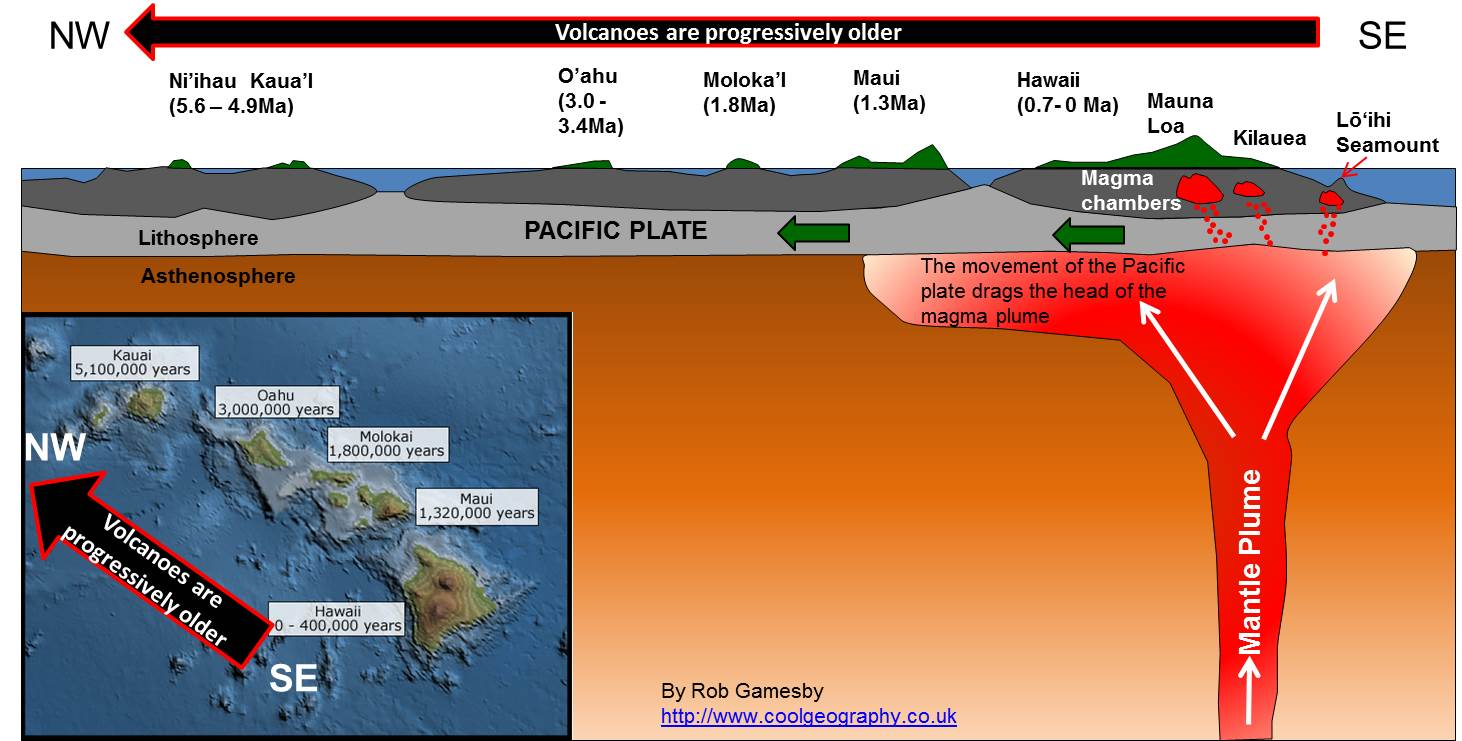 NW
Volcanoes are progressively older
SE
Ni’ihau Kaua’I
(5.6 – 4.9Ma)
O’ahu
(3.0 -
3.4Ma)
Moloka’I
(1.8Ma)
Maui
(1.3Ma)
Hawaii
(0.7- 0 Ma)
Mauna
Loa
Kilauea
Lō‘ihi
Seamount
Magma
chambers
PACIFIC PLATE
Lithosphere
Asthenosphere
The movement of the Pacific
plate drags the head of the
magma plume
Mantle Plume
Kauai
5,100,000 years
Oahu
3,000,000 years
Molokai
1,800,000 years
Maui
1,320,000 years
Hawaii
0 - 400,000 years
NW
Volcanoes are
progressively older
SE
By Rob Gamesby
http://www.coolgeography.co.uk